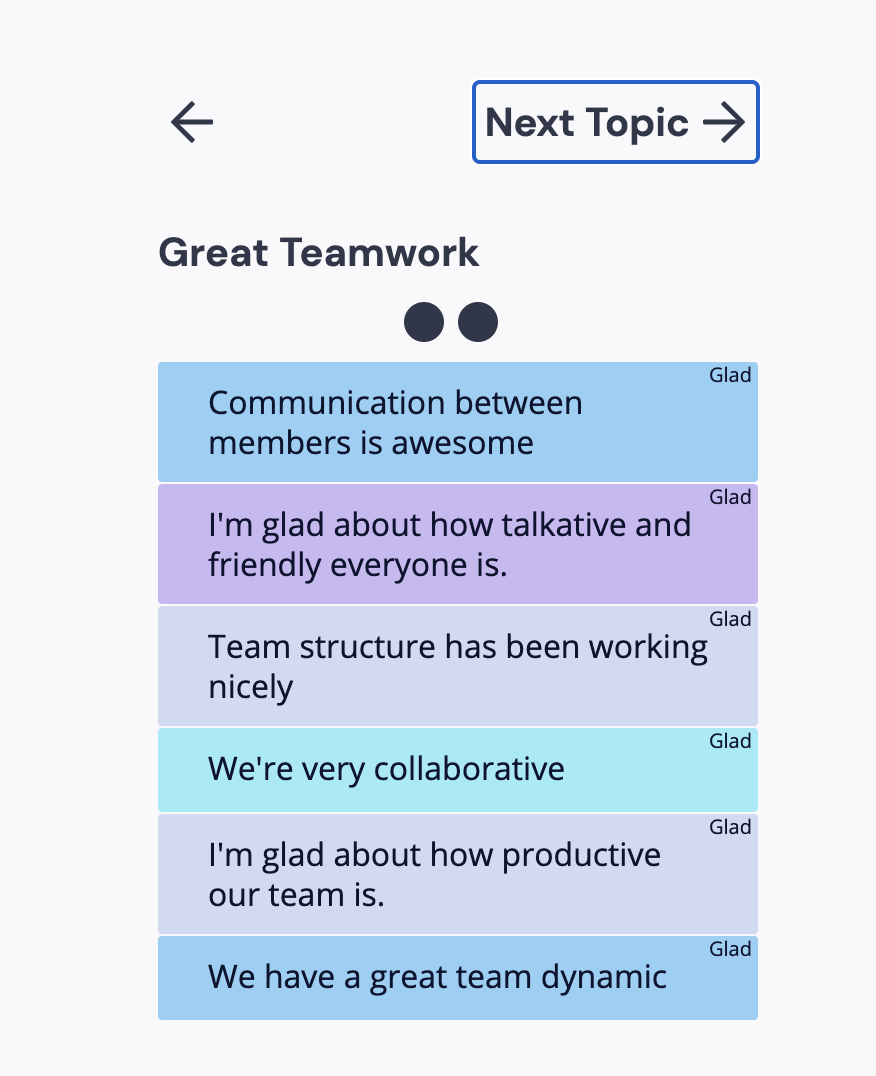 Next Topic
Great Teamwork
Glad
Communication between
members is awesome
Glad
I'm glad about how talkative and
friendly everyone is.
Glad
Team structure has been working
nicely
Glad
We're very collaborative
Glad
I'm glad about how productive
our team is.
Glad
We have a great team dynamic